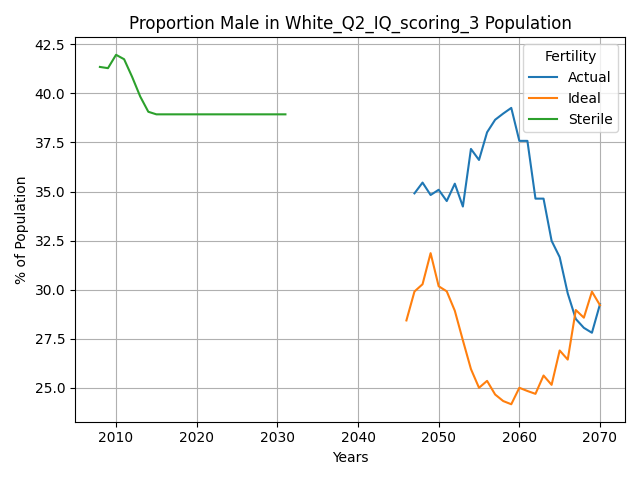 Proportion Male in White_Q2_IQ_scoring_3 Population
42.5
40.0
37.5
35.0
32.5
30.0
27.5
25.0
% of Population
Fertility
Actual
Ideal
Sterile
2010 2020 2030 2040 2050 2060 2070
Years